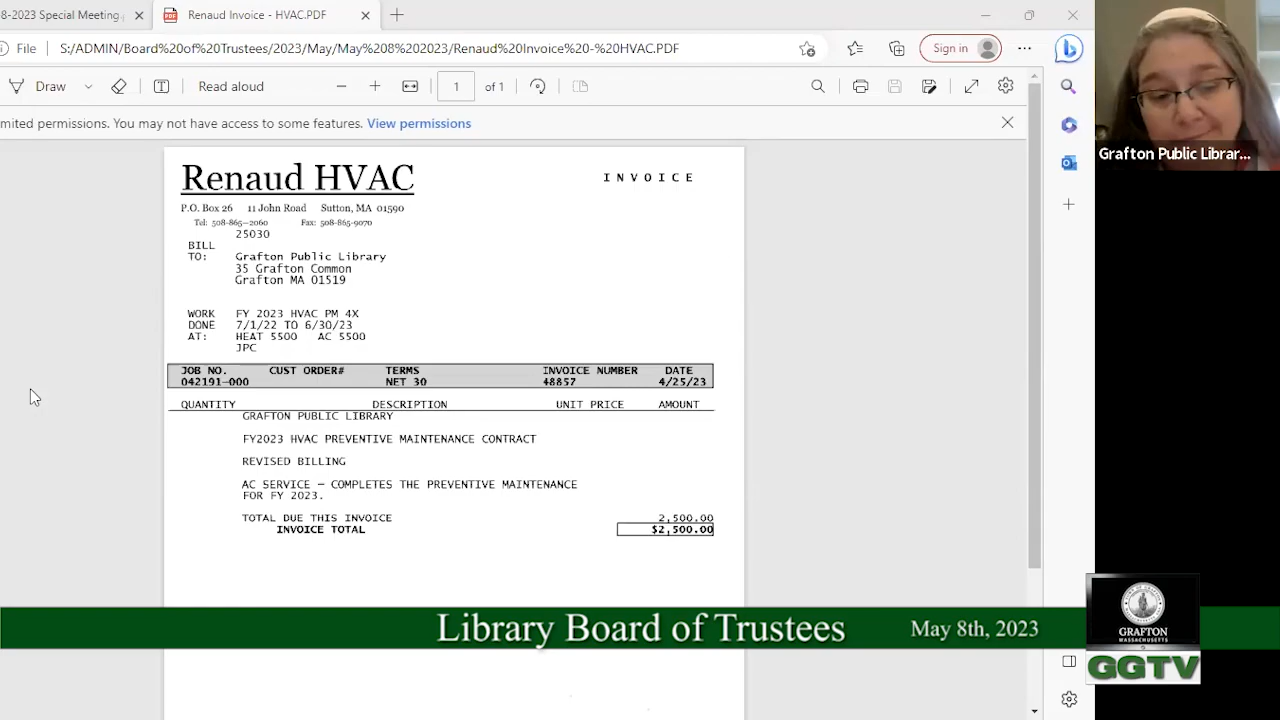 08-2023 Special Meeting
Renaud Invoice - HVAC.PDF
File
S:/ADMIN/Board%20of%20Trustees/2023/May/May%208%202023/Renaud%20Invoice%20-%20HVAC.PDF
Sign in
Draw
Read aloud
1
of 1
mited permissions. You may not have access to some features. View permissions
Renaud HVAC
INVOICE
P.O. Box 26 11 John Road Sutton, MA 01590
Tel: 508-865-2060 Fax: 508-865-9070
25030
BILL
TO: Grafton Public Library
35 Grafton Common
Grafton MA 01519
WORK FY 2023 HVAC PM 4X
DONE 7/1/22 TO 6/30/23
AT: HEAT 5500 AC 5500
JPC
JOB NO. CUST ORDER# TERMS INVOICE NUMBER DATE
042191-000 NET 30 48857 4/25/23
QUANTITY DESCRIPTION UNIT PRICE AMOUNT
GRAFTON PUBLIC LIBRARY
FY2023 HVAC PREVENTIVE MAINTENANCE CONTRACT
REVISED BILLING
AC SERVICE - COMPLETES THE PREVENTIVE MAINTENANCE
FOR FY 2023.
TOTAL DUE THIS INVOICE 2,500.00
INVOICE TOTAL $2,500.00
Grafton Public Librar...
Library Board of Trustees
May 8th, 2023
GRAFTON
MASSACHUSETTS
GGTV